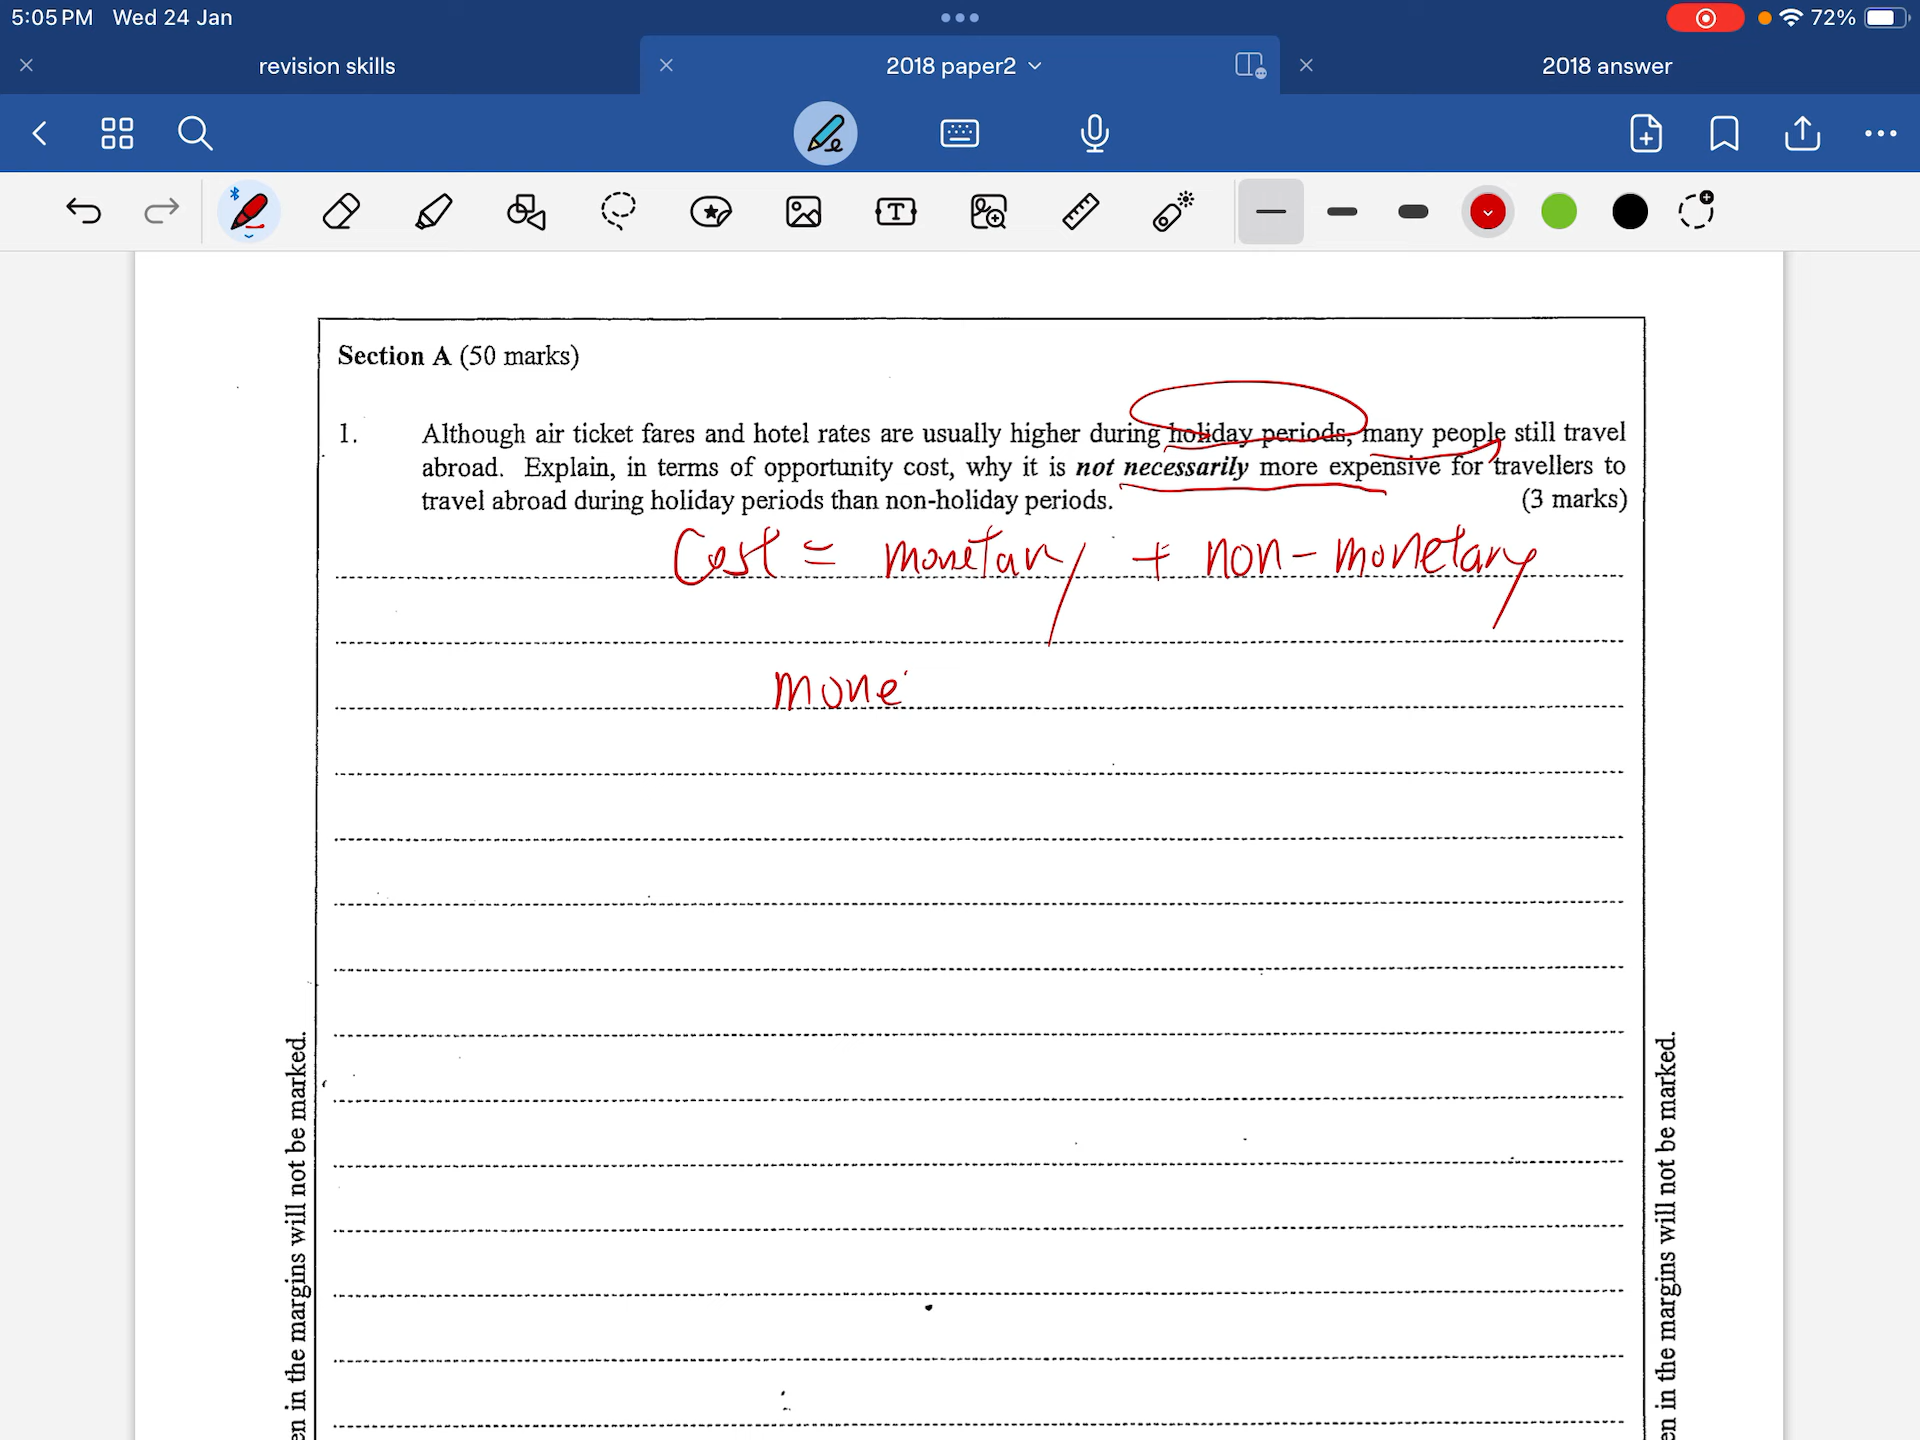 5:05 PM Wed 24 Jan
72%
revision skills
2018 paper2
2018 answer
Section A (50 marks)
1. Although air ticket fares and hotel rates are usually higher during holiday periods, many people still travel
abroad. Explain, in terms of opportunity cost, why it is not necessarily more expensive for travellers to
travel abroad during holiday periods than non-holiday periods. (3 marks)
Cost = monetary + non-monetary
mone
en in the margins will not be marked.
en in the margins will not be marked.